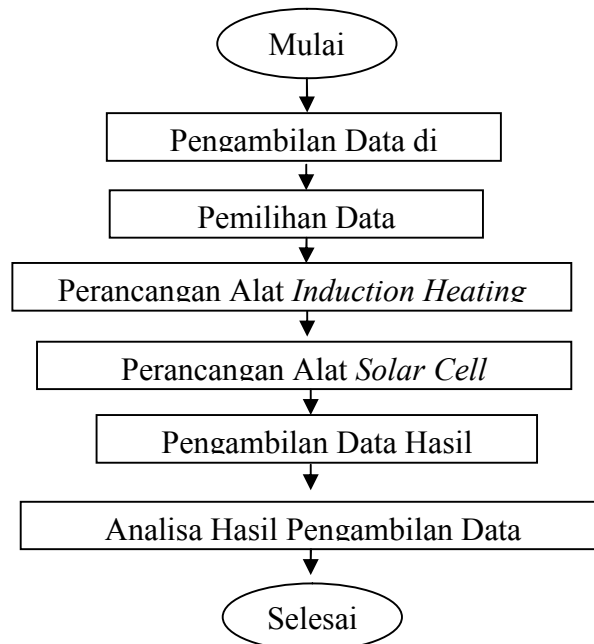 Mulai
Pengambilan Data di
Pemilihan Data
Perancangan Alat Induction Heating
Perancangan Alat Solar Cell
Pengambilan Data Hasil
Analisa Hasil Pengambilan Data
Selesai